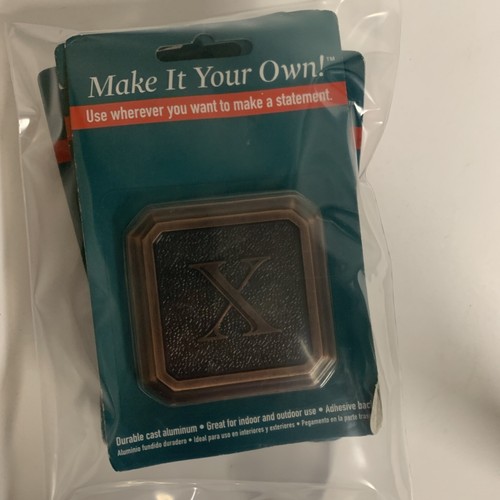 Make It Your Own!™
Use wherever you want to make a statement.
X
Durable cast aluminum • Great for indoor and outdoor use • Adhesive bac
Aluminio fundido duradero • Ideal para uso en interiores y exteriores • Pegamento en la parte